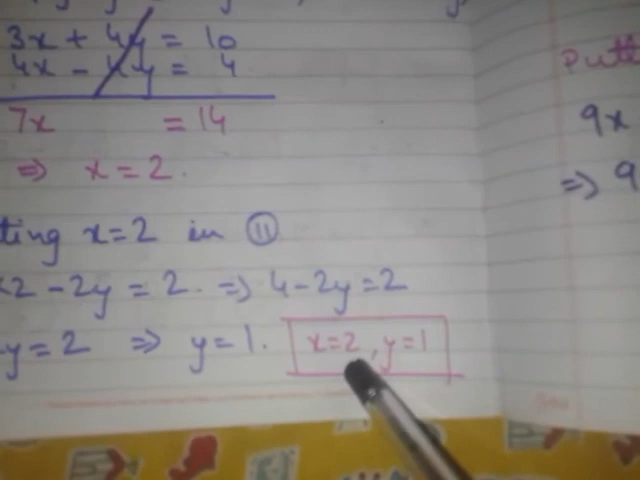 3x + 4y = 10
4x - 4y = 4
7x = 14
⇒ x = 2.
ting x=2 in ⑪
2 - 2y = 2. ⇒ 4 - 2y = 2
y = 2 ⇒ y = 1. x=2, y=1
Putti
9x
⇒ 9